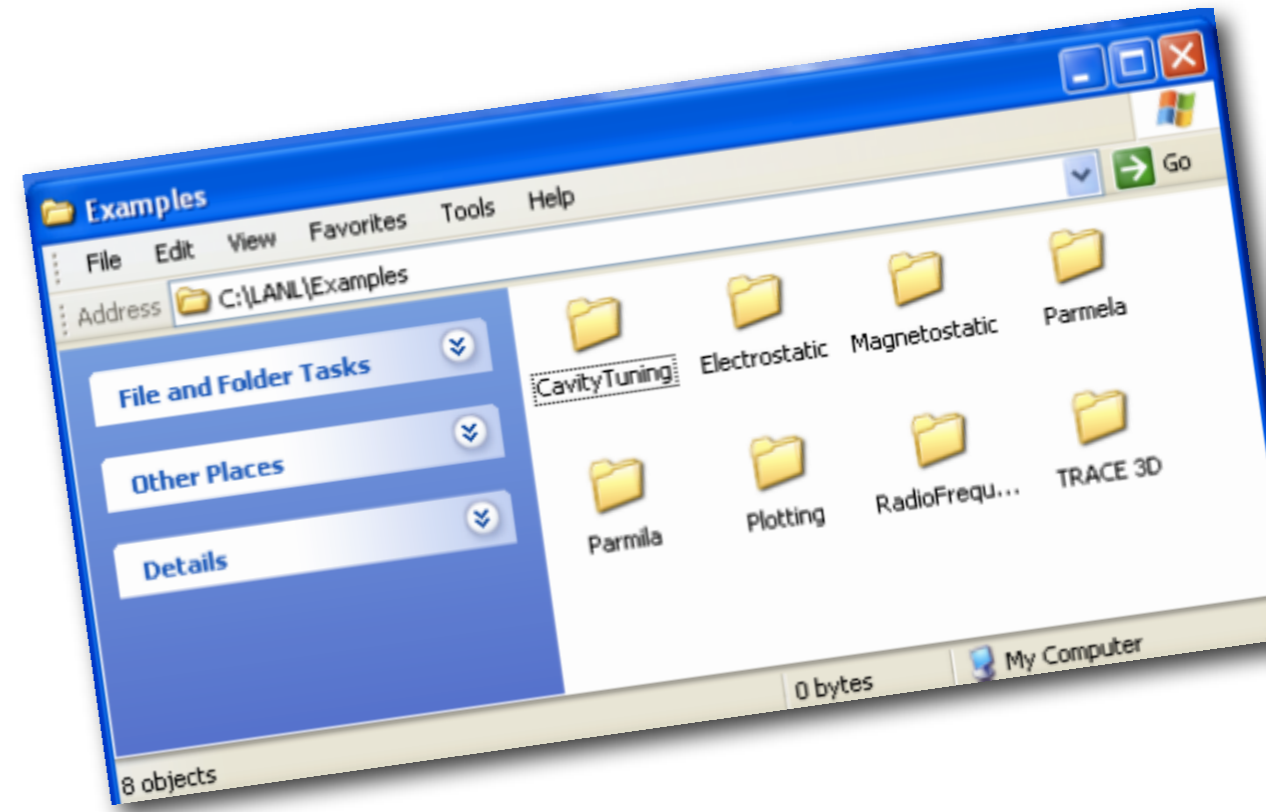 Examples
File Edit View Favorites Tools Help
Address C:\LANL\Examples Go
File and Folder Tasks
Other Places
Details
CavityTuning Electrostatic Magnetostatic Parmela
Parmila Plotting RadioFrequ... TRACE 3D
8 objects 0 bytes My Computer